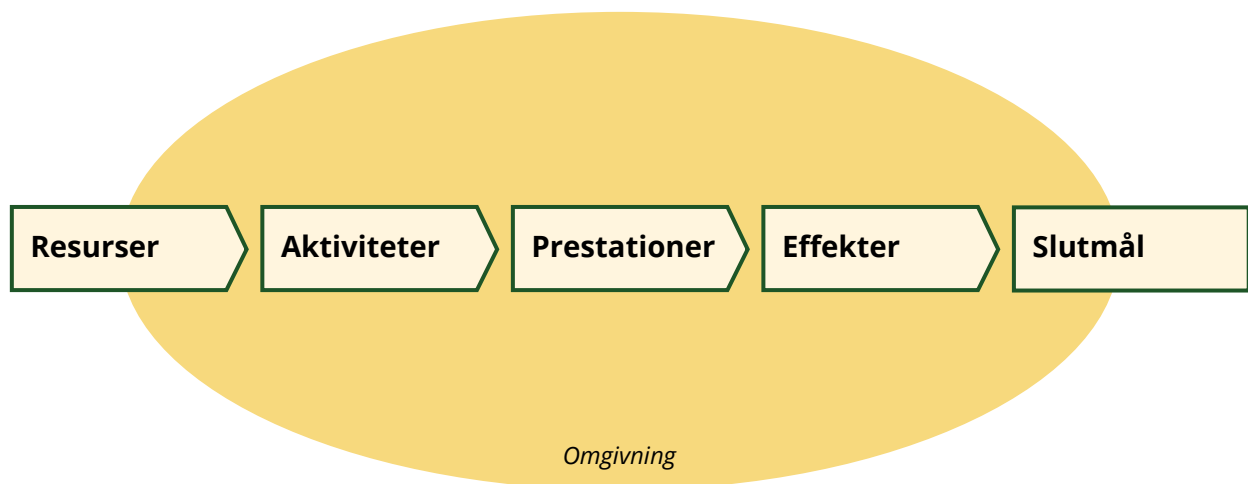 Resurser
Aktiviteter
Prestationer
Effekter
Slutmål
Omgivning